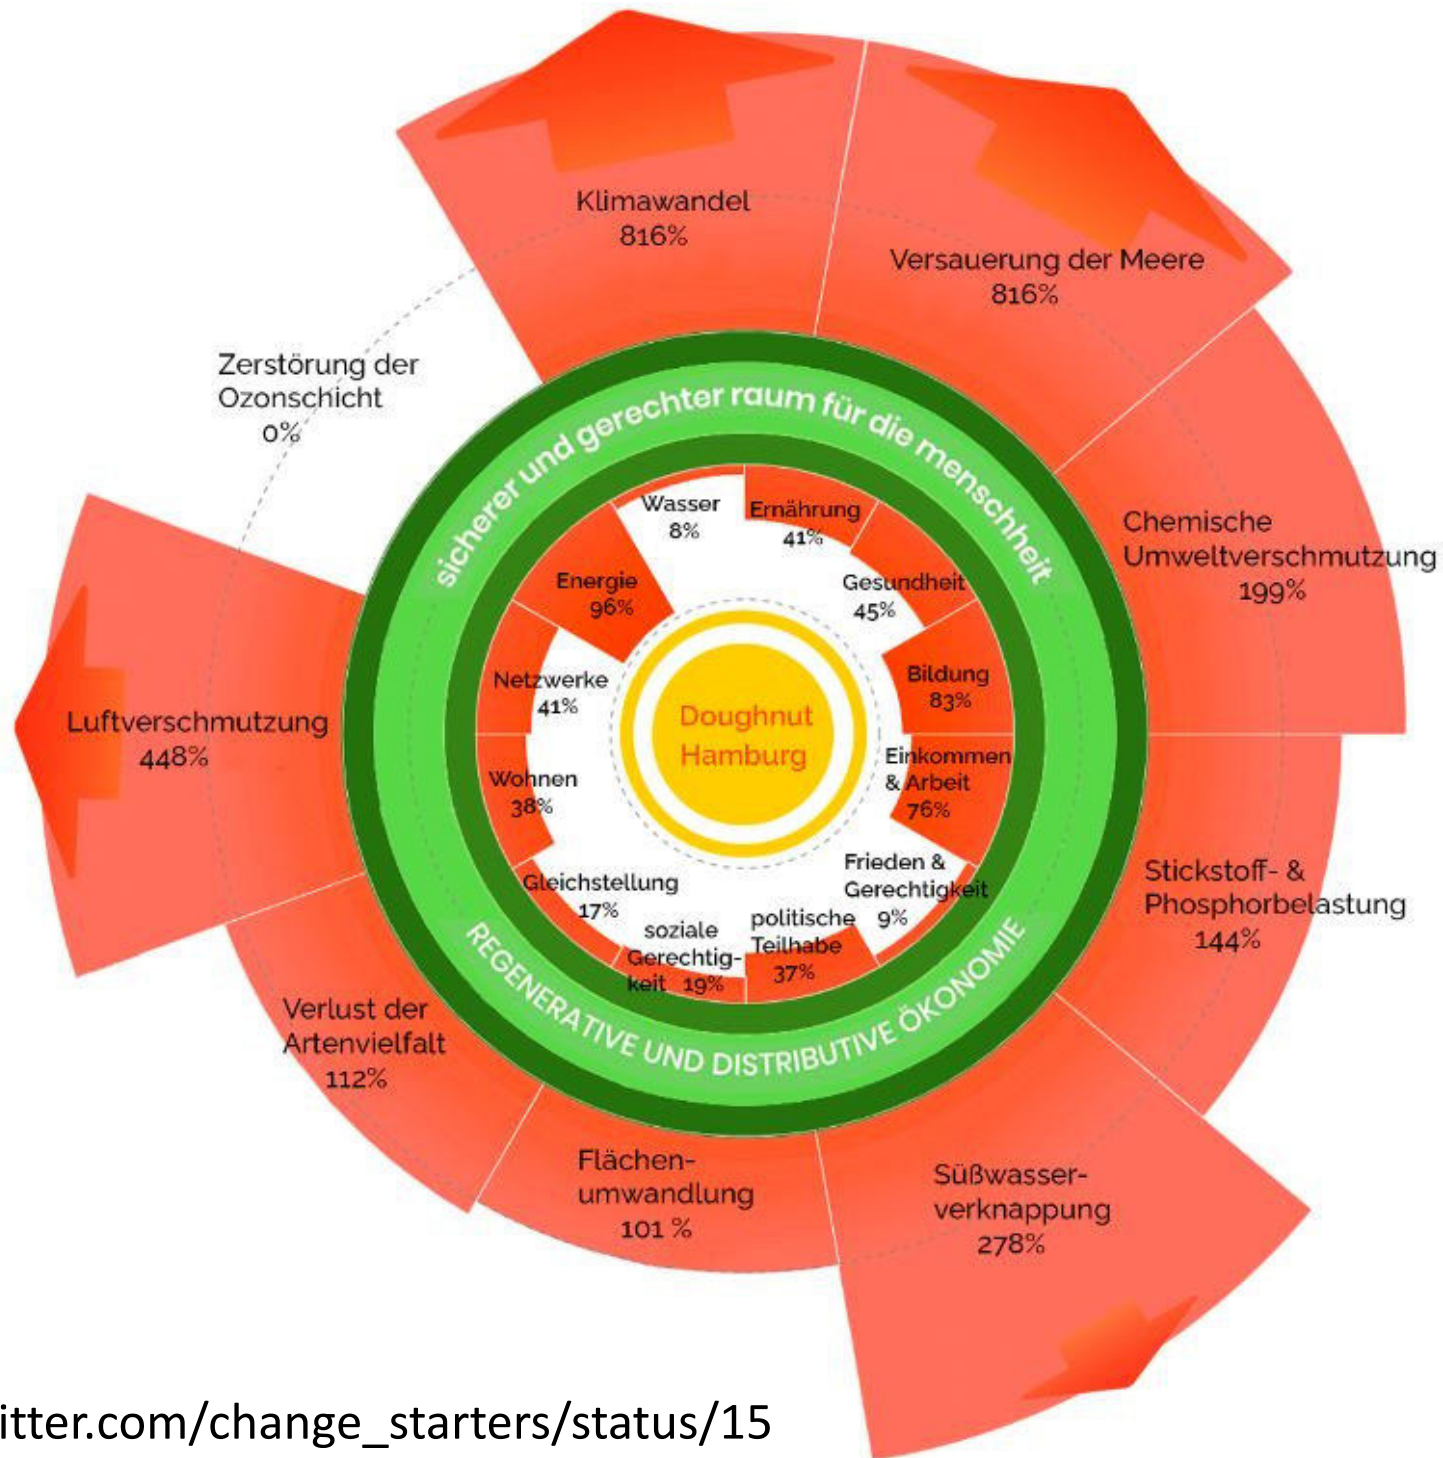 Klimawandel
816%
Versauerung der Meere
816%
Zerstörung der
Ozonschicht
0%
Chemische
Umweltverschmutzung
199%
sicherer und gerechter raum für die menschheit
Wasser
8%
Ernährung
41%
Energie
96%
Gesundheit
45%
Netzwerke
41%
Bildung
83%
Doughnut
Hamburg
Luftverschmutzung
448%
Wohnen
38%
Einkommen
& Arbeit
76%
Gleichstellung
17%
Frieden &
Gerechtigkeit
9%
soziale
Gerechtig-
keit 19%
politische
Teilhabe
37%
Stickstoff- &
Phosphorbelastung
144%
REGENERATIVE UND DISTRIBUTIVE ÖKONOMIE
Verlust der
Artenvielfalt
112%
Flächen-
umwandlung
101 %
Süßwasser-
verknappung
278%
itter.com/change_starters/status/15